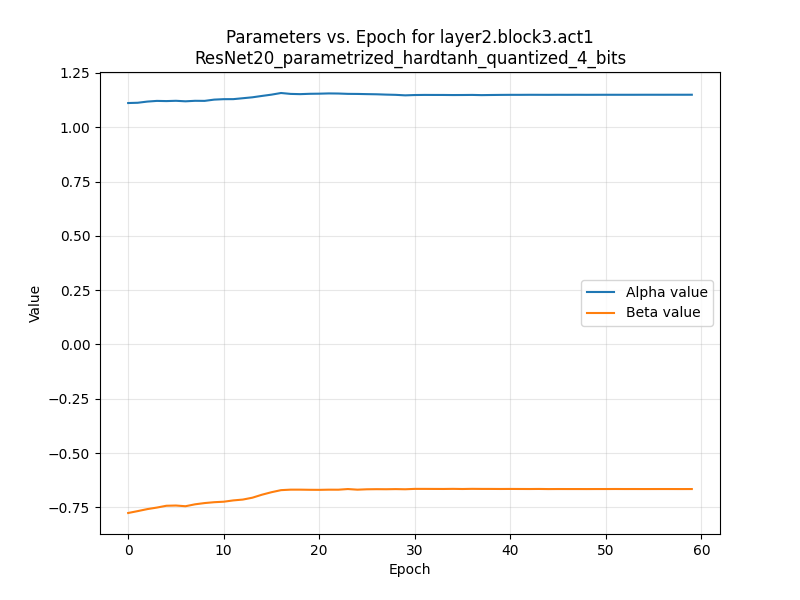 Parameters vs. Epoch for layer2.block3.act1
ResNet20_parametrized_hardtanh_quantized_4_bits
1.25
1.00
0.75
0.50
0.25
0.00
−0.25
−0.50
−0.75
Value
Alpha value
Beta value
0 10 20 30 40 50 60
Epoch